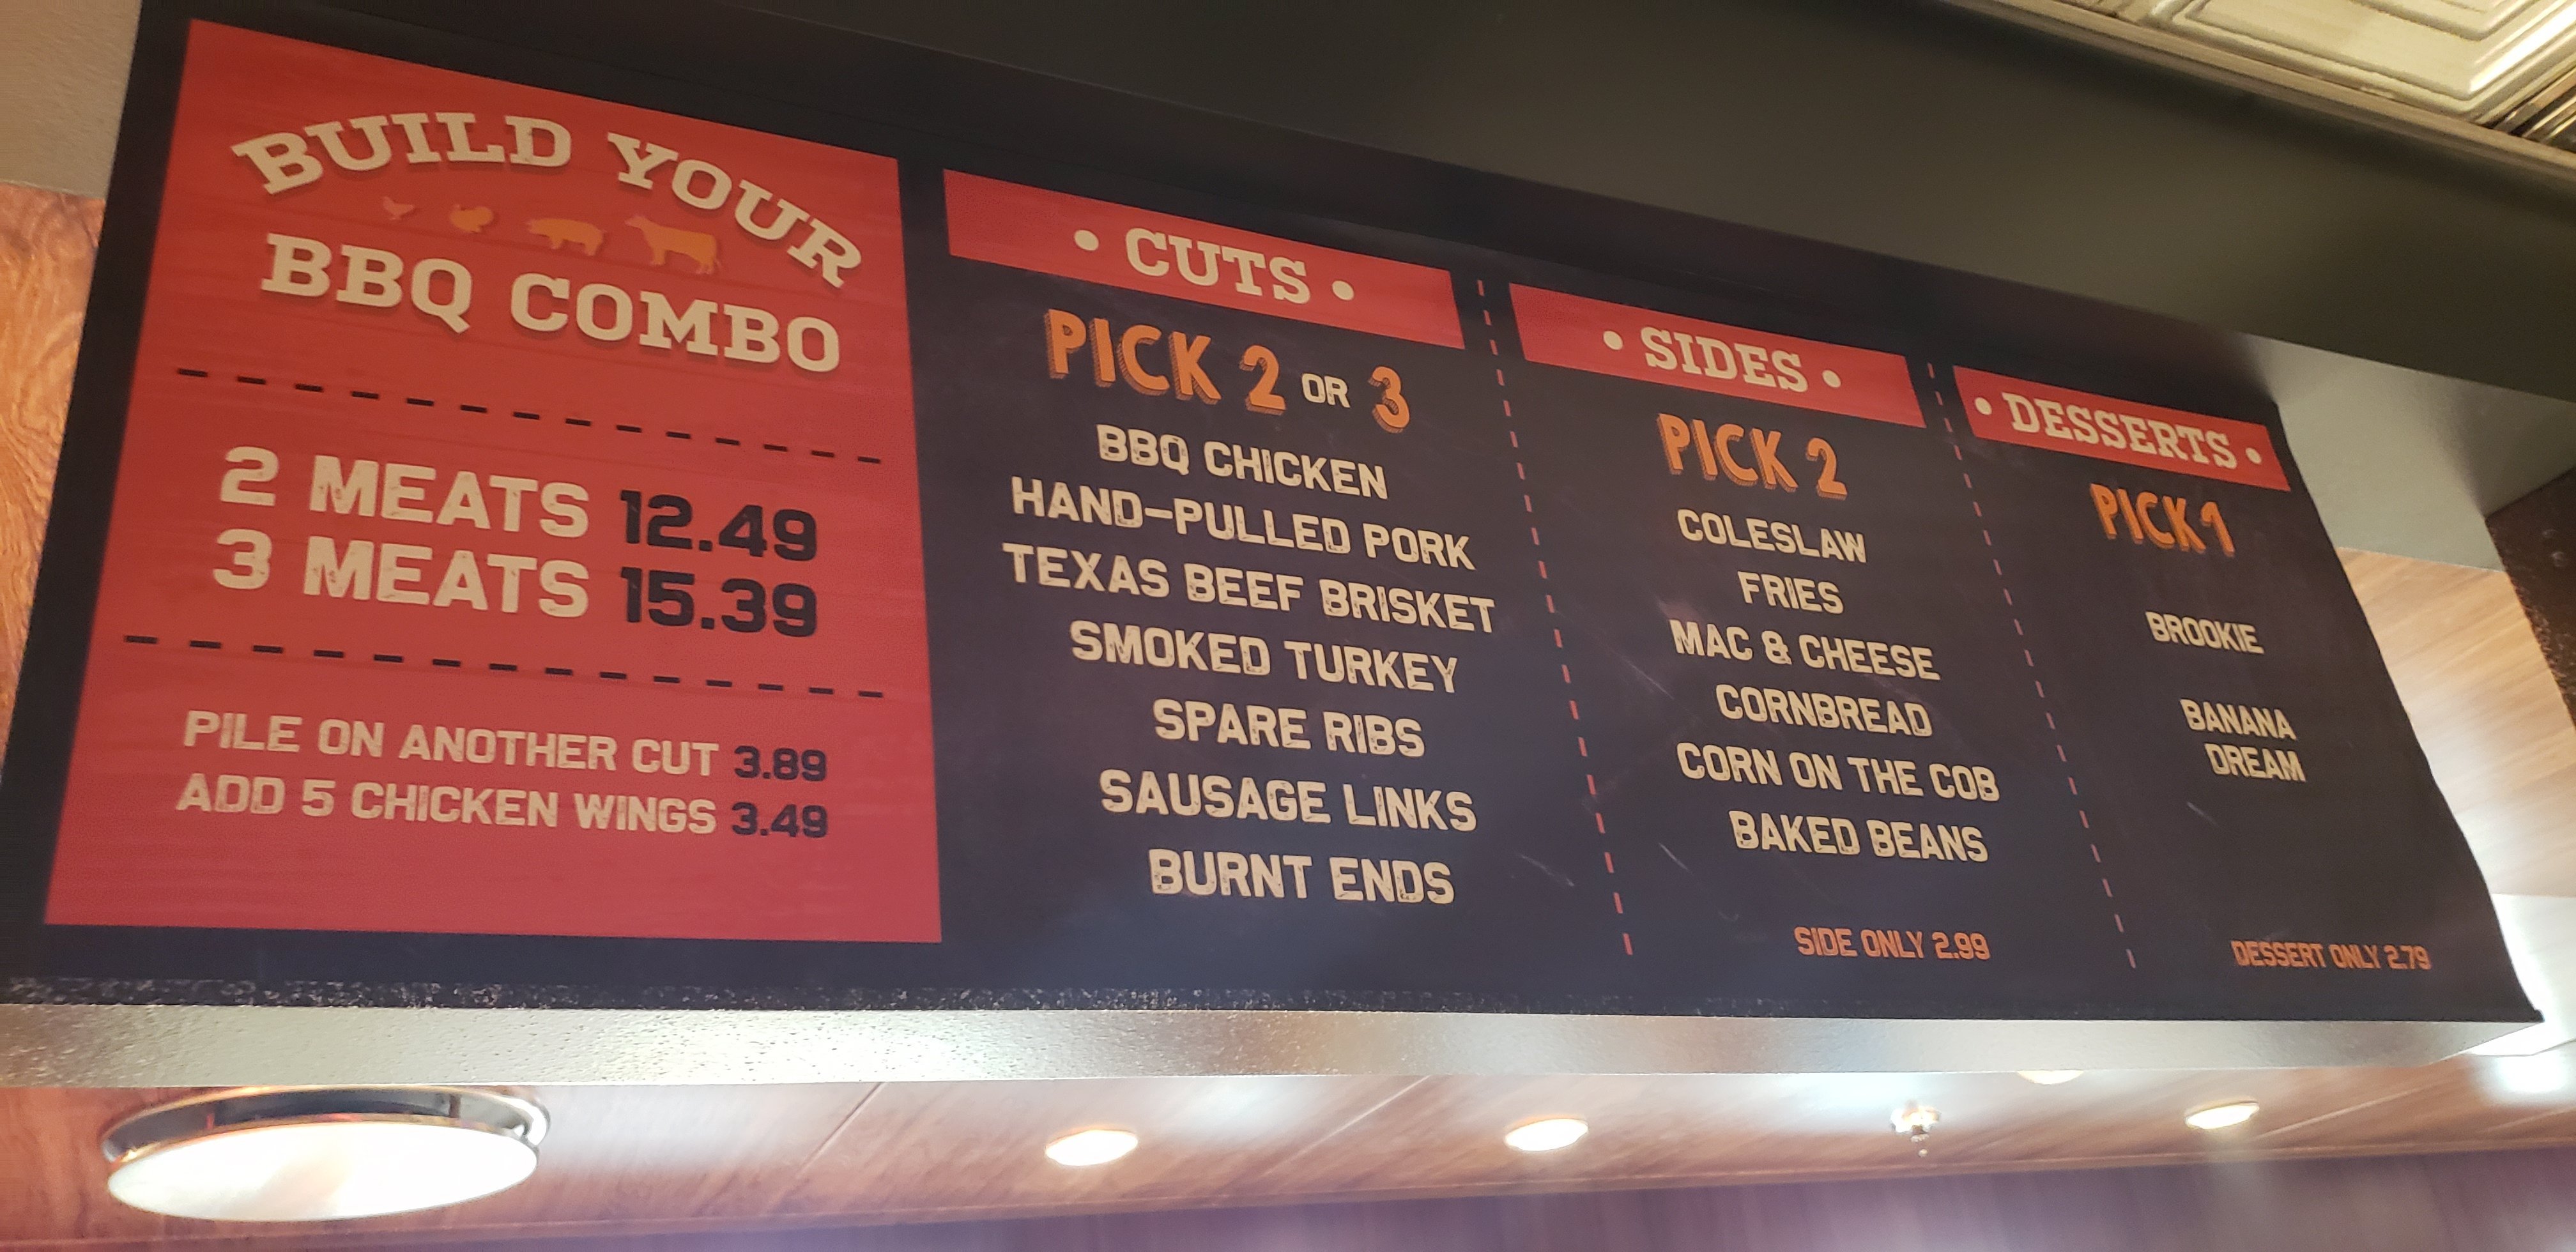 BUILD YOUR
BBQ COMBO
2 MEATS 12.49
3 MEATS 15.39
PILE ON ANOTHER CUT 3.89
ADD 5 CHICKEN WINGS 3.49
• CUTS •
PICK 2 OR 3
BBQ CHICKEN
HAND-PULLED PORK
TEXAS BEEF BRISKET
SMOKED TURKEY
SPARE RIBS
SAUSAGE LINKS
BURNT ENDS
• SIDES •
PICK 2
COLESLAW
FRIES
MAC & CHEESE
CORNBREAD
CORN ON THE COB
BAKED BEANS
SIDE ONLY 2.99
• DESSERTS •
PICK 1
BROOKIE
BANANA
DREAM
DESSERT ONLY 2.79